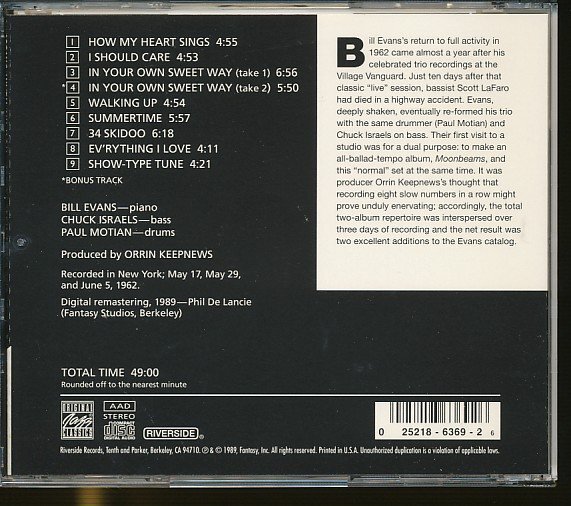 1 HOW MY HEART SINGS 4:55
2 I SHOULD CARE 4:53
3 IN YOUR OWN SWEET WAY (take 1) 6:56
*4 IN YOUR OWN SWEET WAY (take 2) 5:50
5 WALKING UP 4:54
6 SUMMERTIME 5:57
7 34 SKIDOO 6:18
8 EV'RYTHING I LOVE 4:11
9 SHOW-TYPE TUNE 4:21
*BONUS TRACK
BILL EVANS—piano
CHUCK ISRAELS—bass
PAUL MOTIAN—drums
Produced by ORRIN KEEPNEWS
Recorded in New York; May 17, May 29,
and June 5, 1962.
Digital remastering, 1989—Phil De Lancie
(Fantasy Studios, Berkeley)
TOTAL TIME 49:00
Rounded off to the nearest minute
Bill Evans's return to full activity in
1962 came almost a year after his
celebrated trio recordings at the
Village Vanguard. Just ten days after that
classic "live" session, bassist Scott LaFaro
had died in a highway accident. Evans,
deeply shaken, eventually re-formed his trio
with the same drummer (Paul Motian) and
Chuck Israels on bass. Their first visit to a
studio was for a dual purpose: to make an
all-ballad-tempo album, Moonbeams, and
this "normal" set at the same time. It was
producer Orrin Keepnews's thought that
recording eight slow numbers in a row might
prove unduly enervating; accordingly, the total
two-album repertoire was interspersed over
three days of recording and the net result was
two excellent additions to the Evans catalog.
ORIGINAL
Jazz
CLASSICS
AAD
STEREO
COMPACT
disc
DIGITAL AUDIO
RIVERSIDE®
0 25218-6369-2 6
Riverside Records, Tenth and Parker, Berkeley, CA 94710. ℗ & © 1989, Fantasy, Inc. All rights reserved. Printed in U.S.A. Unauthorized duplication is a violation of applicable laws.